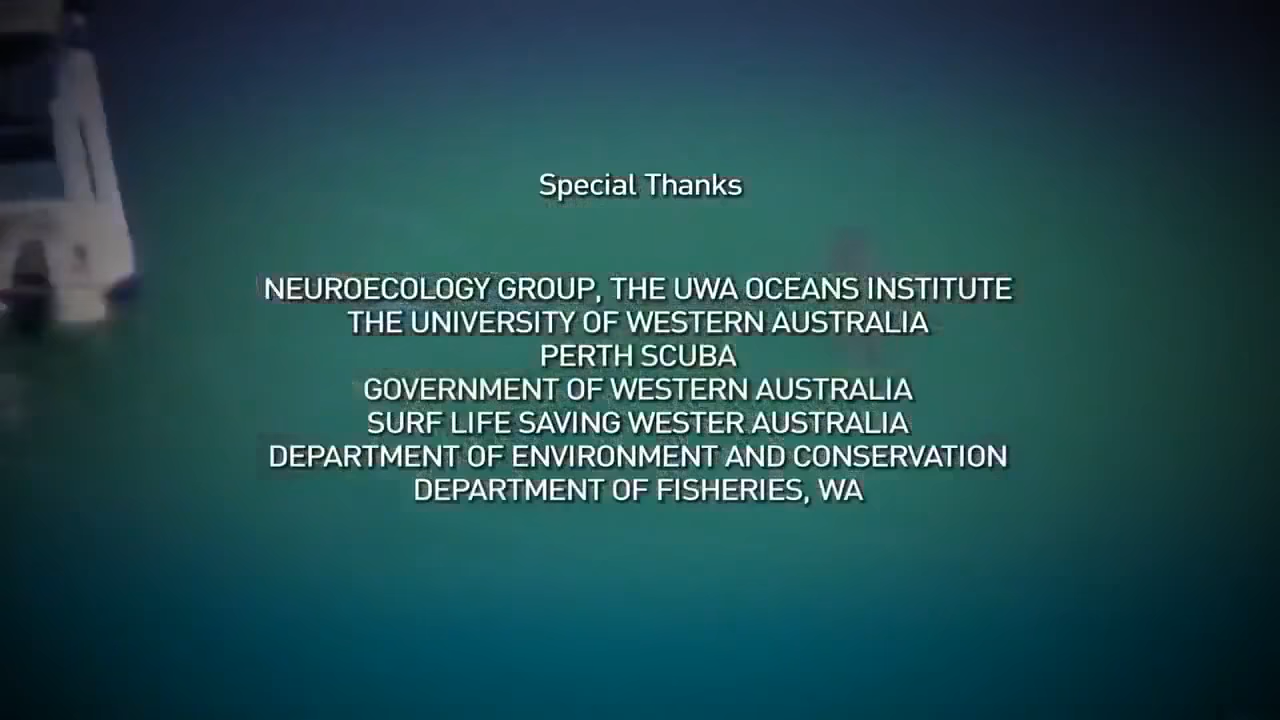 Special Thanks
NEUROECOLOGY GROUP, THE UWA OCEANS INSTITUTE
THE UNIVERSITY OF WESTERN AUSTRALIA
PERTH SCUBA
GOVERNMENT OF WESTERN AUSTRALIA
SURF LIFE SAVING WESTER AUSTRALIA
DEPARTMENT OF ENVIRONMENT AND CONSERVATION
DEPARTMENT OF FISHERIES, WA